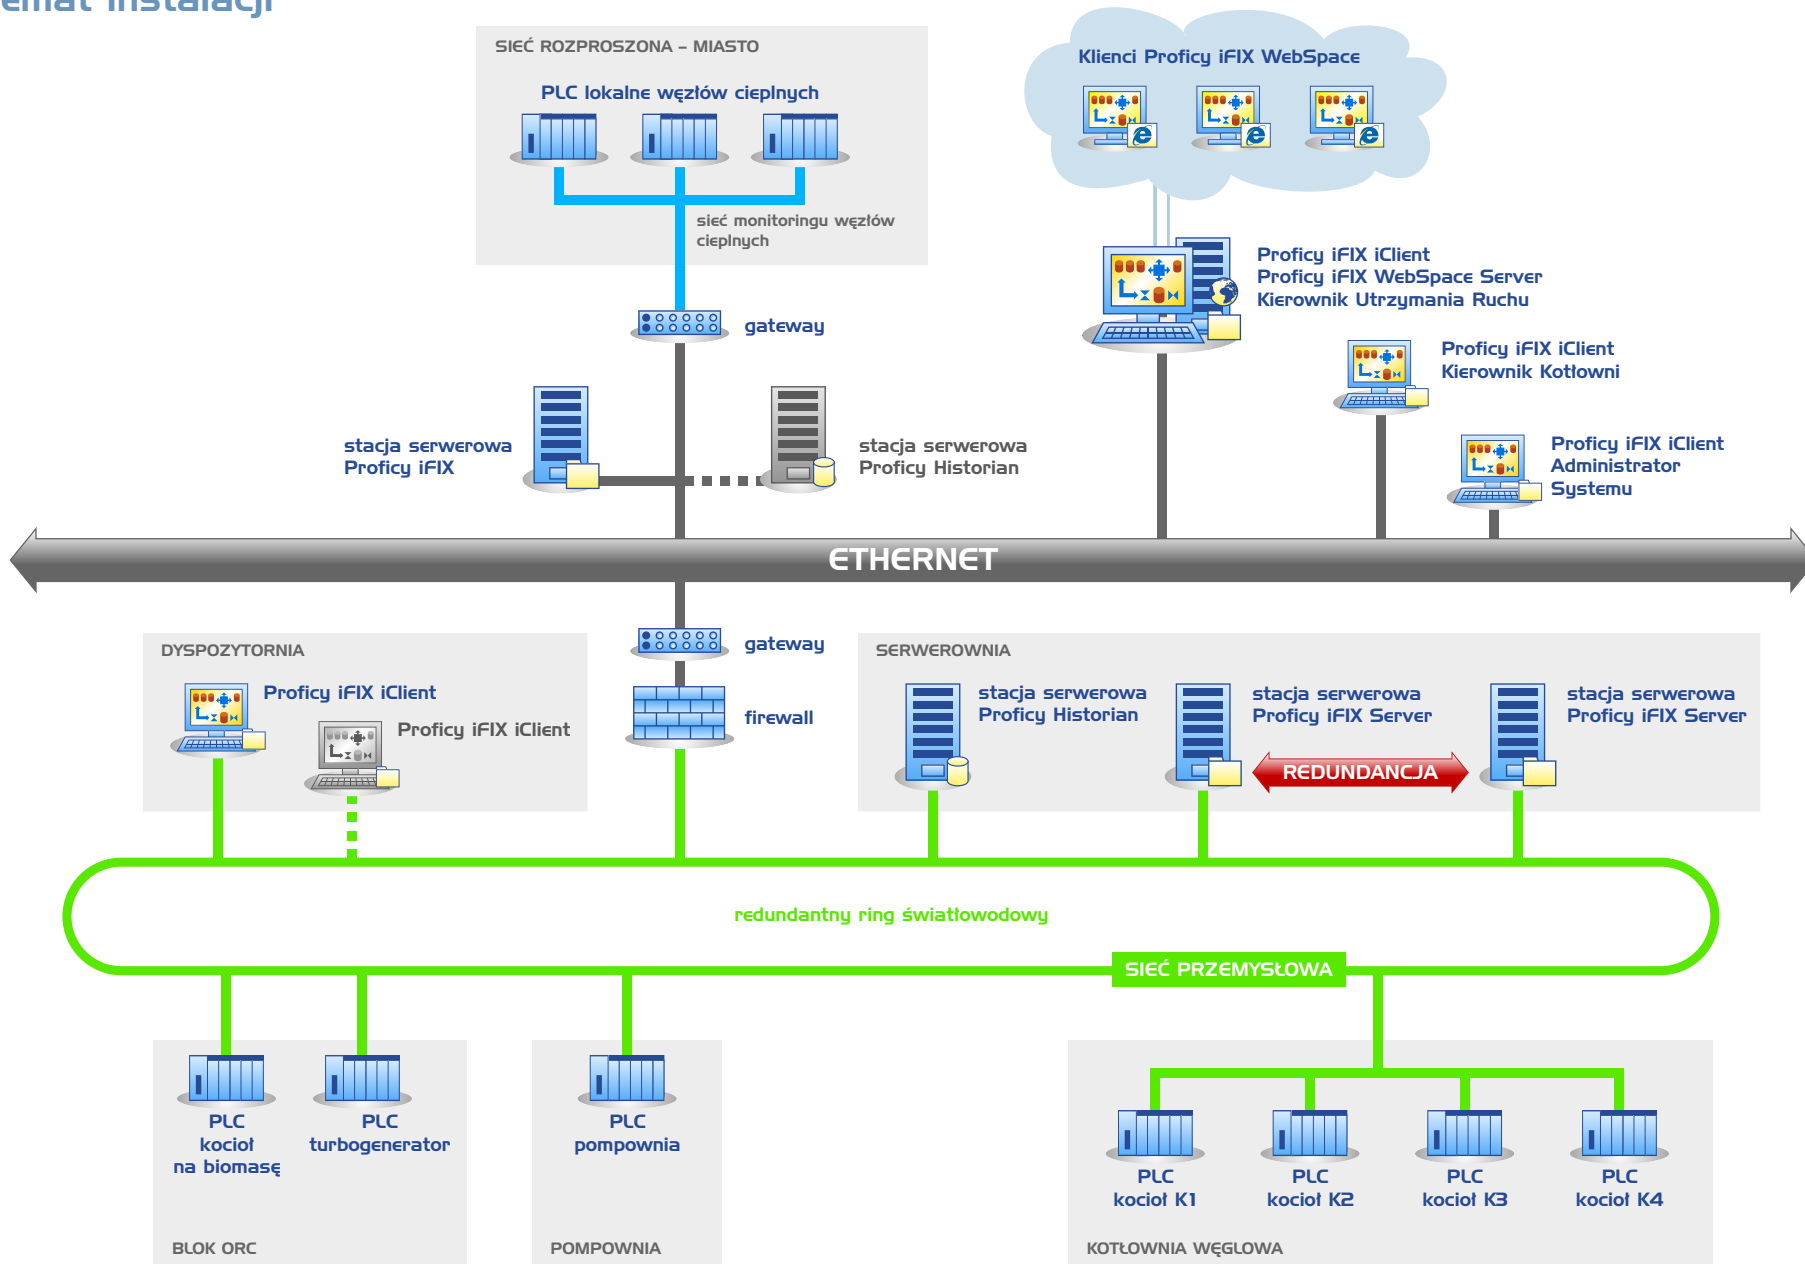 emat instalacji
SIEĆ ROZPROSZONA – MIASTO
PLC lokalne węzłów cieplnych
sieć monitoringu węzłów
cieplnych
Klienci Proficy iFIX WebSpace
Proficy iFIX iClient
Proficy iFIX WebSpace Server
Kierownik Utrzymania Ruchu
gateway
Proficy iFIX iClient
Kierownik Kotłowni
stacja serwerowa
Proficy iFIX
stacja serwerowa
Proficy Historian
Proficy iFIX iClient
Administrator
Systemu
ETHERNET
DYSPOZYTORNIA
Proficy iFIX iClient
Proficy iFIX iClient
gateway
firewall
SERWEROWNIA
stacja serwerowa
Proficy Historian
stacja serwerowa
Proficy iFIX Server
stacja serwerowa
Proficy iFIX Server
REDUNDANCJA
redundantny ring światłowodowy
SIEĆ PRZEMYSŁOWA
PLC
kocioł
na biomasę
PLC
turbogenerator
BLOK ORC
PLC
pompownia
POMPOWNIA
PLC
kocioł K1
PLC
kocioł K2
PLC
kocioł K3
PLC
kocioł K4
KOTŁOWNIA WĘGLOWA